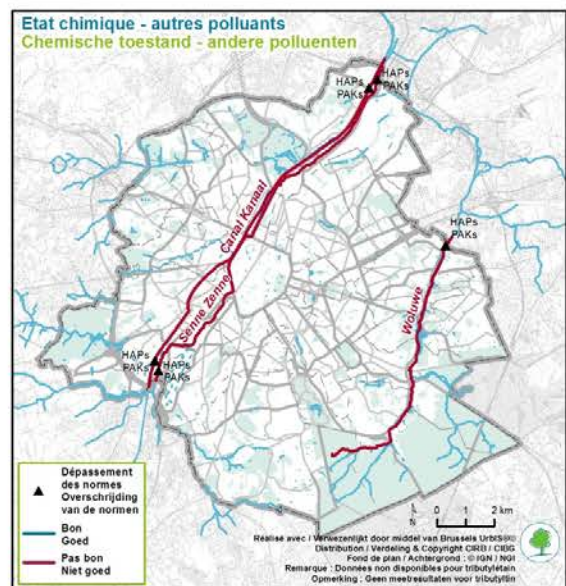 Etat chimique - autres polluants
Chemische toestand - andere polluenten
HAPs
PAKs
HAPs
PAKs
HAPs
PAKs
Canal Kanaal
Senne Zenne
Woluwe
HAPs
PAKs
HAPs
PAKs
Dépassement
des normes
Overschrijding
van de normen
Bon
Goed
Pas bon
Niet goed
N
0 1 2 km
Réalisé avec / Verwezenlijkt door middel van Brussels UrbIS®©
Distribution / Verdeling & Copyright CIRB / CIBG
Fond de plan / Achtergrond : © IGN / NGI
Remarque : Données non disponibles pour tributylétain
Opmerking : Geen meetresultaten voor tributyltin